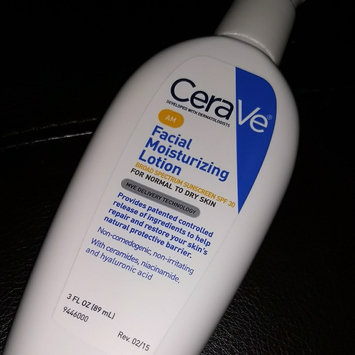 CeraVe®
DEVELOPED WITH DERMATOLOGISTS
AM
Facial
Moisturizing
Lotion
BROAD SPECTRUM SUNSCREEN SPF 30
FOR NORMAL TO DRY SKIN
MVE DELIVERY TECHNOLOGY
Provides patented controlled
release of ingredients to help
repair and restore your skin's
natural protective barrier.
Non-comedogenic, non-irritating
With ceramides, niacinamide,
and hyaluronic acid
3 FL OZ (89 mL)
9446000
Rev. 02/15